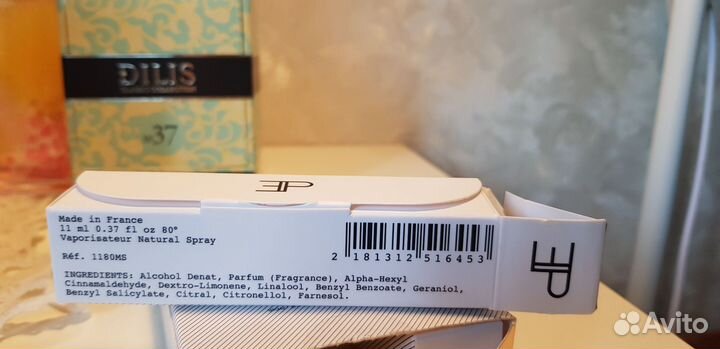 DILIS
№37
Made in France
11 ml 0.37 fl oz 80°
Vaporisateur Natural Spray
Réf. 1180MS
INGREDIENTS: Alcohol Denat, Parfum (Fragrance), Alpha-Hexyl
Cinnamaldehyde, Dextro-Limonene, Linalool, Benzyl Benzoate, Geraniol,
Benzyl Salicylate, Citral, Citronellol, Farnesol.
2 181312 516453
Avito